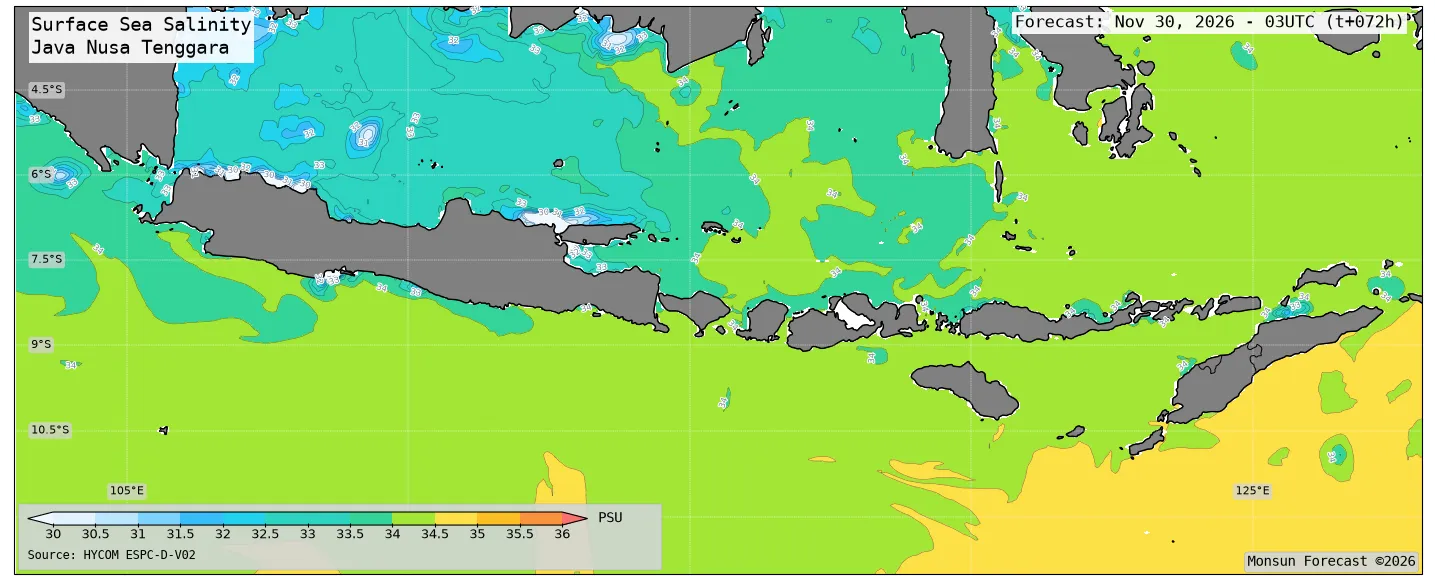 Surface Sea Salinity
Java Nusa Tenggara
Forecast: Nov 30, 2026 - 03UTC (t+072h)
4.5°S
6°S
7.5°S
9°S
10.5°S
105°E
125°E
30 30.5 31 31.5 32 32.5 33 33.5 34 34.5 35 35.5 36
PSU
Source: HYCOM ESPC-D-V02
Monsun Forecast ©2026